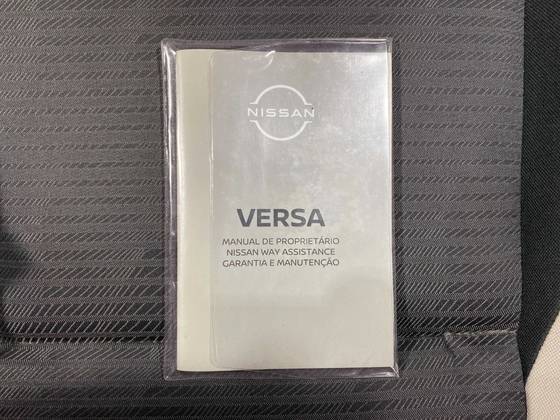 NISSAN
VERSA
MANUAL DE PROPRIETÁRIO
NISSAN WAY ASSISTANCE
GARANTIA E MANUTENÇÃO